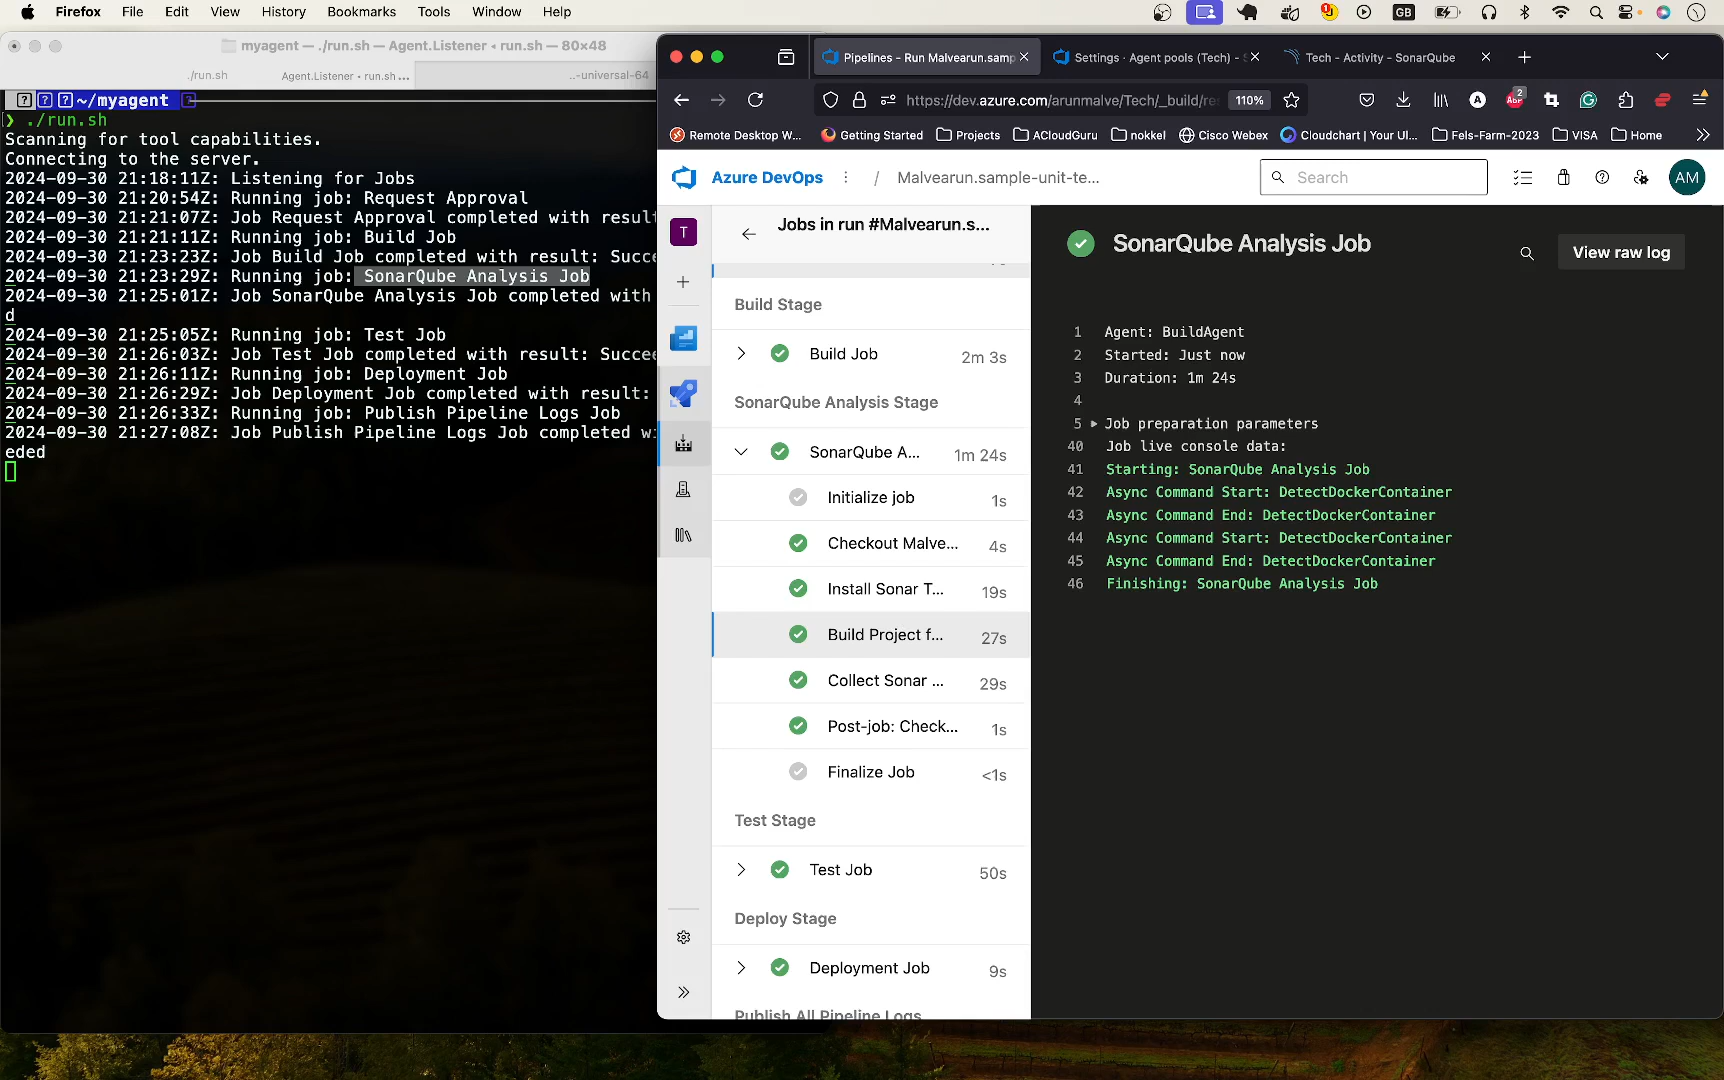 Firefox File Edit View History Bookmarks Tools Window Help
GB
myagent — ./run.sh — Agent.Listener • run.sh — 80×48
./run.sh Agent.Listener • run.sh ... ..-universal-64
~/myagent
❯ ./run.sh
Scanning for tool capabilities.
Connecting to the server.
2024-09-30 21:18:11Z: Listening for Jobs
2024-09-30 21:20:54Z: Running job: Request Approval
2024-09-30 21:21:07Z: Job Request Approval completed with result
2024-09-30 21:21:11Z: Running job: Build Job
2024-09-30 21:23:23Z: Job Build Job completed with result: Succe
2024-09-30 21:23:29Z: Running job: SonarQube Analysis Job
2024-09-30 21:25:01Z: Job SonarQube Analysis Job completed with
d
2024-09-30 21:25:05Z: Running job: Test Job
2024-09-30 21:26:03Z: Job Test Job completed with result: Succee
2024-09-30 21:26:11Z: Running job: Deployment Job
2024-09-30 21:26:29Z: Job Deployment Job completed with result:
2024-09-30 21:26:33Z: Running job: Publish Pipeline Logs Job
2024-09-30 21:27:08Z: Job Publish Pipeline Logs Job completed wi
eded
Pipelines - Run Malvearun.samp
Settings · Agent pools (Tech) - S
Tech - Activity - SonarQube
https://dev.azure.com/arunmalve/Tech/_build/re
110%
A
ABP
2
Remote Desktop W... Getting Started Projects ACloudGuru nokkel Cisco Webex Cloudchart | Your UI... Fels-Farm-2023 VISA Home
Azure DevOps / Malvearun.sample-unit-te...
Search
AM
T
Jobs in run #Malvearun.s...
Build Stage
Build Job 2m 3s
SonarQube Analysis Stage
SonarQube A... 1m 24s
Initialize job 1s
Checkout Malve... 4s
Install Sonar T... 19s
Build Project f... 27s
Collect Sonar ... 29s
Post-job: Check... 1s
Finalize Job <1s
Test Stage
Test Job 50s
Deploy Stage
Deployment Job 9s
Publish All Pipeline Logs
SonarQube Analysis Job
View raw log
1 Agent: BuildAgent
2 Started: Just now
3 Duration: 1m 24s
4
5 Job preparation parameters
40 Job live console data:
41 Starting: SonarQube Analysis Job
42 Async Command Start: DetectDockerContainer
43 Async Command End: DetectDockerContainer
44 Async Command Start: DetectDockerContainer
45 Async Command End: DetectDockerContainer
46 Finishing: SonarQube Analysis Job